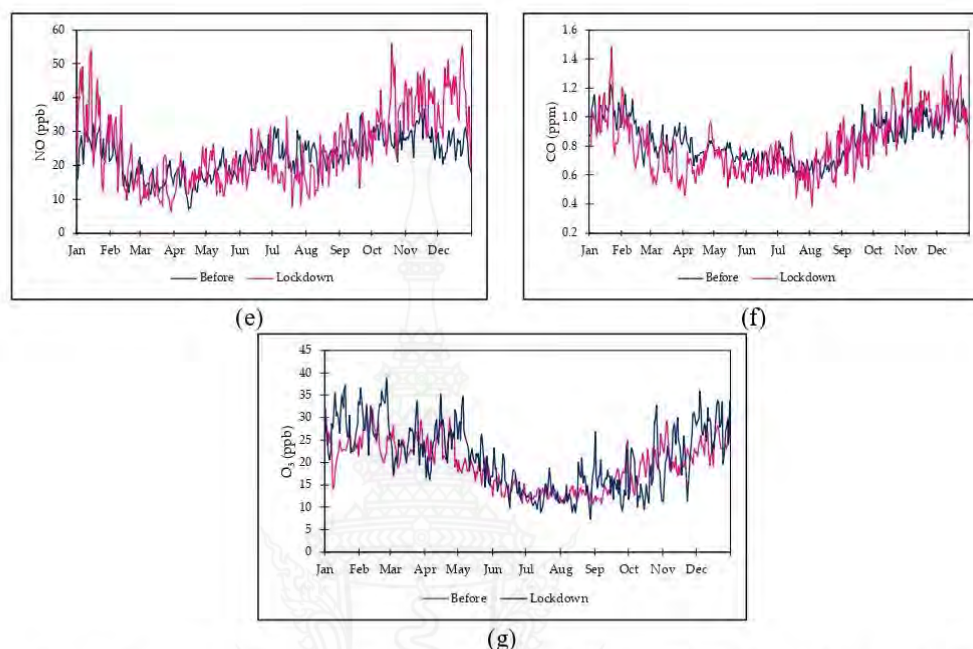 60
50
40
30
20
10
0
NO (ppb)
Jan Feb Mar Apr May Jun Jul Aug Sep Oct Nov Dec
Before Lockdown
(e)
1.6
1.4
1.2
1.0
0.8
0.6
0.4
0.2
CO (ppm)
Jan Feb Mar Apr May Jun Jul Aug Sep Oct Nov Dec
Before Lockdown
(f)
45
40
35
30
25
20
15
10
5
0
O₃ (ppb)
Jan Feb Mar Apr May Jun Jul Aug Sep Oct Nov Dec
Before Lockdown
(g)